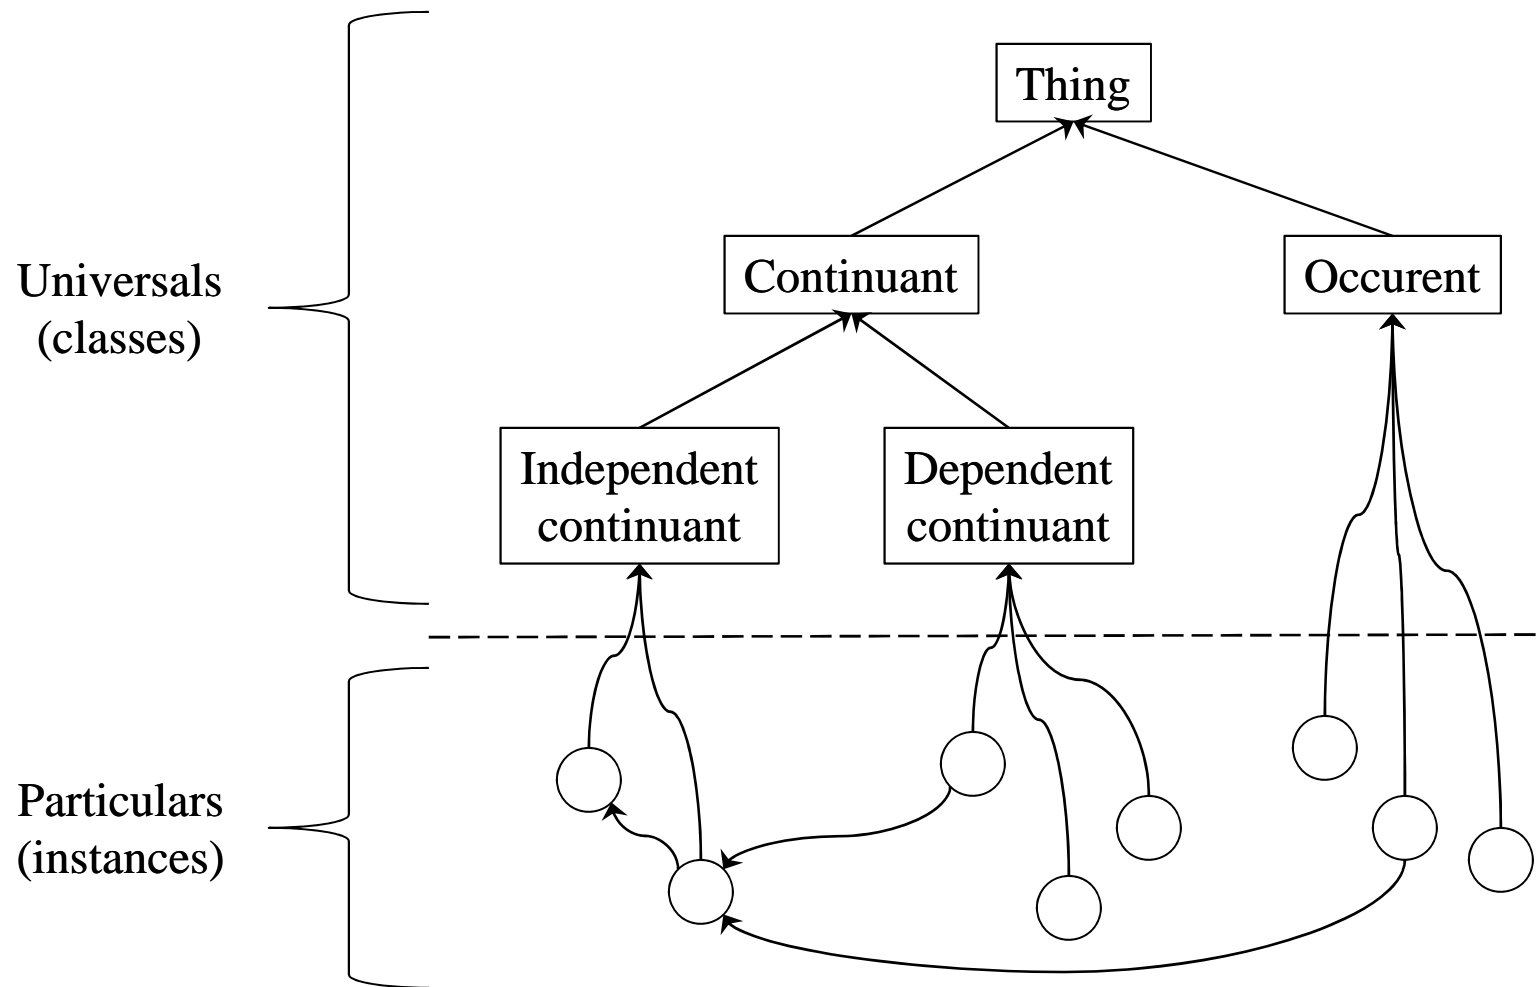 Thing
Universals
(classes)
Continuant
Occurent
Independent
continuant
Dependent
continuant
Particulars
(instances)